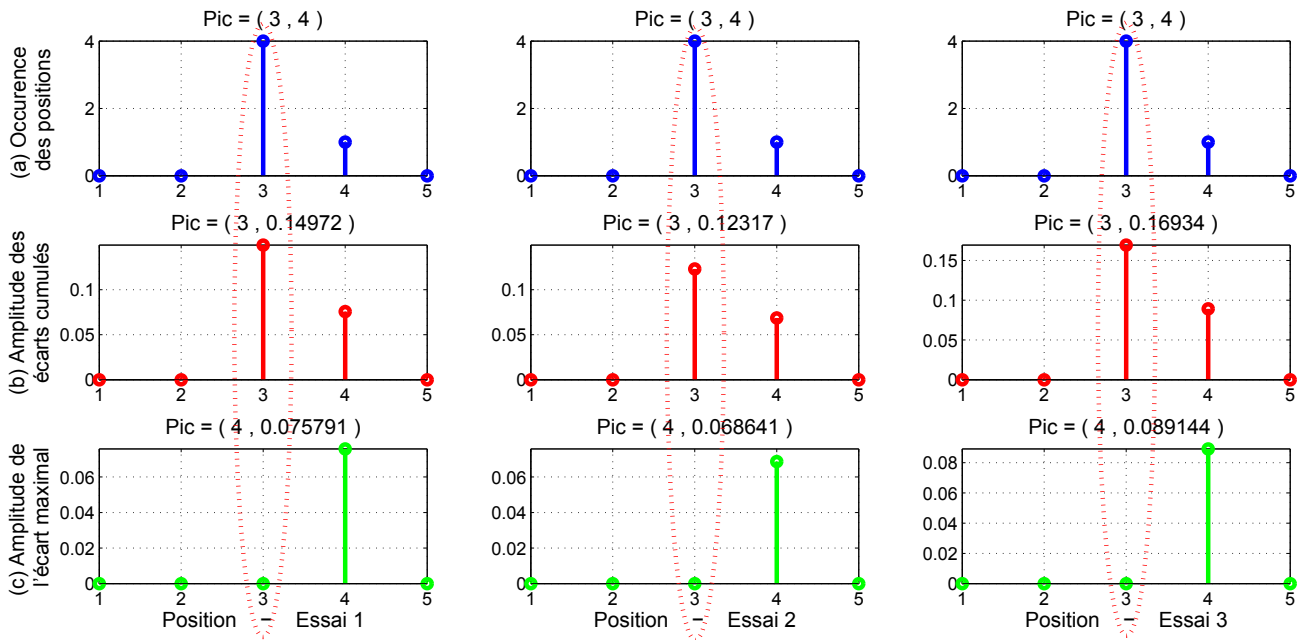 Pic = ( 3 , 4 )
Pic = ( 3 , 4 )
Pic = ( 3 , 4 )
(a) Occurence
des positions
4
2
0
1 2 3 4 5
4
2
0
1 2 3 4 5
4
2
0
1 2 3 4 5
Pic = ( 3 , 0.14972 )
Pic = ( 3 , 0.12317 )
Pic = ( 3 , 0.16934 )
(b) Amplitude des
écarts cumulés
0.1
0.05
0
1 2 3 4 5
0.1
0.05
0
1 2 3 4 5
0.15
0.1
0.05
0
1 2 3 4 5
Pic = ( 4 , 0.075791 )
Pic = ( 4 , 0.068641 )
Pic = ( 4 , 0.089144 )
(c) Amplitude de
l'écart maximal
0.06
0.04
0.02
0
1 2 3 4 5
Position – Essai 1
0.06
0.04
0.02
0
1 2 3 4 5
Position – Essai 2
0.08
0.06
0.04
0.02
0
1 2 3 4 5
Position – Essai 3